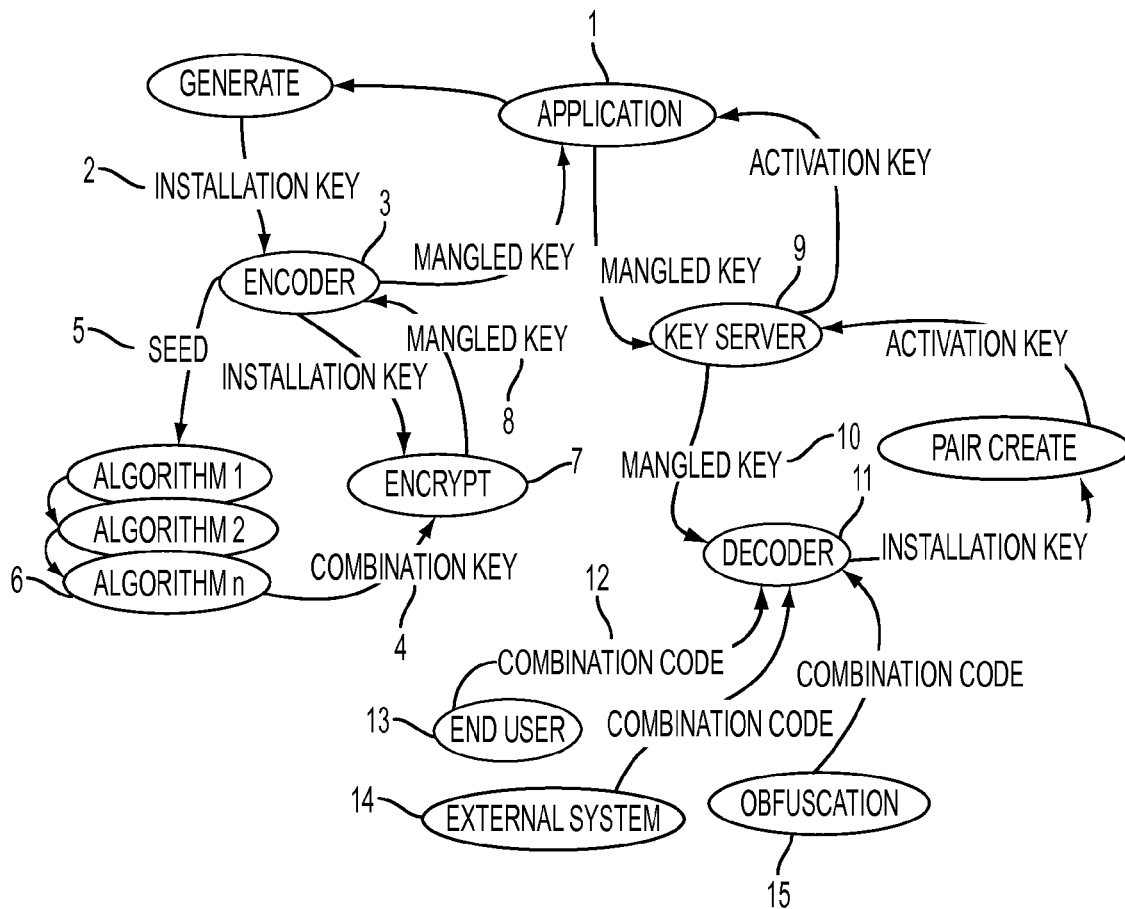 1
GENERATE
APPLICATION
ACTIVATION KEY
2
INSTALLATION KEY
3
MANGLED KEY
MANGLED KEY
9
ENCODER
KEY SERVER
5
SEED
MANGLED KEY
ACTIVATION KEY
INSTALLATION KEY
8
10
PAIR CREATE
7
MANGLED KEY
11
ALGORITHM 1
ENCRYPT
ALGORITHM 2
DECODER
INSTALLATION KEY
6
ALGORITHM n
COMBINATION KEY
12
4
COMBINATION CODE
COMBINATION CODE
13
END USER
COMBINATION CODE
14
EXTERNAL SYSTEM
OBFUSCATION
15